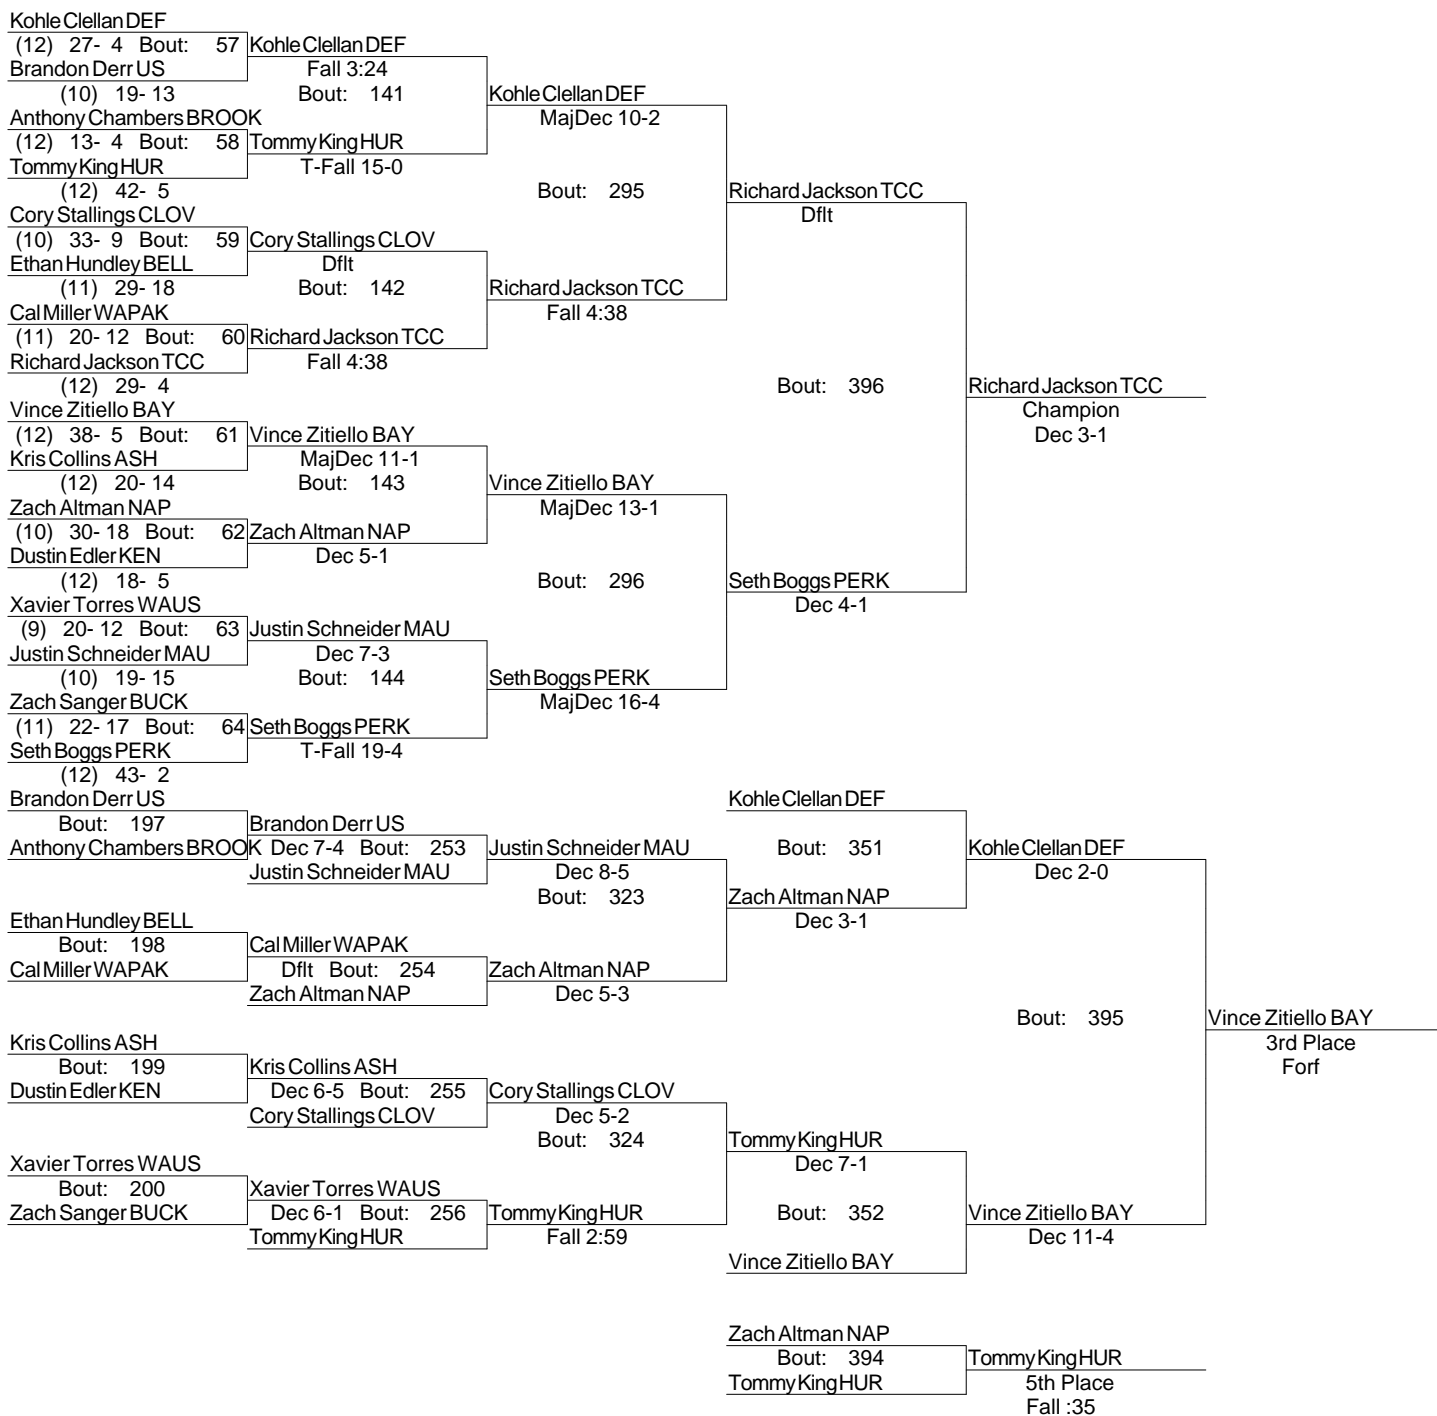 Kohle Clellan DEF
(12) 27- 4 Bout: 57 Kohle Clellan DEF
Brandon Derr US Fall 3:24
(10) 19- 13 Bout: 141 Kohle Clellan DEF
Anthony Chambers BROOK MajDec 10-2
(12) 13- 4 Bout: 58 Tommy King HUR
Tommy King HUR T-Fall 15-0
(12) 42- 5 Bout: 295 Richard Jackson TCC
Cory Stallings CLOV Dflt
(10) 33- 9 Bout: 59 Cory Stallings CLOV
Ethan Hundley BELL Dflt
(11) 29- 18 Bout: 142 Richard Jackson TCC
Cal Miller WAPAK Fall 4:38
(11) 20- 12 Bout: 60 Richard Jackson TCC
Richard Jackson TCC Fall 4:38
(12) 29- 4 Bout: 396 Richard Jackson TCC
Vince Zitiello BAY Champion
(12) 38- 5 Bout: 61 Vince Zitiello BAY Dec 3-1
Kris Collins ASH MajDec 11-1
(12) 20- 14 Bout: 143 Vince Zitiello BAY
Zach Altman NAP MajDec 13-1
(10) 30- 18 Bout: 62 Zach Altman NAP
Dustin Edler KEN Dec 5-1
(12) 18- 5 Bout: 296 Seth Boggs PERK
Xavier Torres WAUS Dec 4-1
(9) 20- 12 Bout: 63 Justin Schneider MAU
Justin Schneider MAU Dec 7-3
(10) 19- 15 Bout: 144 Seth Boggs PERK
Zach Sanger BUCK MajDec 16-4
(11) 22- 17 Bout: 64 Seth Boggs PERK
Seth Boggs PERK T-Fall 19-4
(12) 43- 2
Brandon Derr US Kohle Clellan DEF
Bout: 197 Brandon Derr US
Anthony Chambers BROOK Dec 7-4 Bout: 253 Justin Schneider MAU Bout: 351 Kohle Clellan DEF
Justin Schneider MAU Dec 8-5 Dec 2-0
Bout: 323 Zach Altman NAP
Ethan Hundley BELL Dec 3-1
Bout: 198 Cal Miller WAPAK
Cal Miller WAPAK Dflt Bout: 254 Zach Altman NAP
Zach Altman NAP Dec 5-3
Bout: 395 Vince Zitiello BAY
Kris Collins ASH 3rd Place
Bout: 199 Kris Collins ASH Forf
Dustin Edler KEN Dec 6-5 Bout: 255 Cory Stallings CLOV
Cory Stallings CLOV Dec 5-2
Bout: 324 Tommy King HUR
Xavier Torres WAUS Dec 7-1
Bout: 200 Xavier Torres WAUS
Zach Sanger BUCK Dec 6-1 Bout: 256 Tommy King HUR Bout: 352 Vince Zitiello BAY
Tommy King HUR Fall 2:59 Dec 11-4
Vince Zitiello BAY
Zach Altman NAP
Bout: 394 Tommy King HUR
Tommy King HUR 5th Place
Fall :35